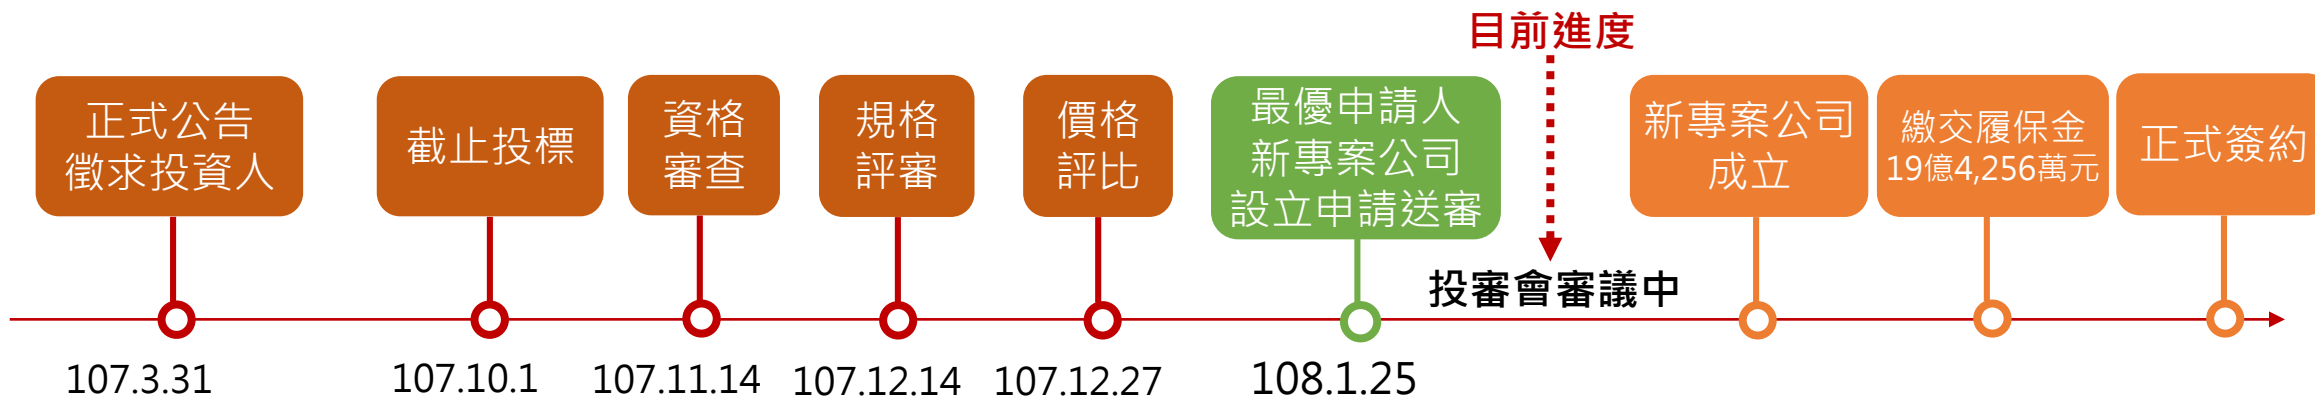 目前進度
正式公告
徵求投資人
截止投標
資格
審查
規格
評審
價格
評比
最優申請人
新專案公司
設立申請送審
新專案公司
成立
繳交履保金
19億4,256萬元
正式簽約
投審會審議中
107.3.31
107.10.1
107.11.14
107.12.14
107.12.27
108.1.25